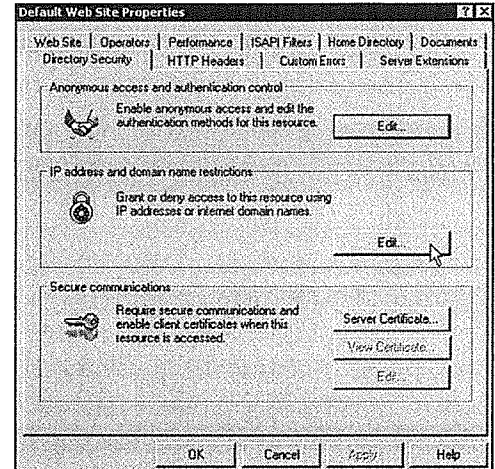 Default Web Site Properties
Web Site Operators Performance ISAPI Filters Home Directory Documents
Directory Security HTTP Headers Custom Errors Server Extensions
Anonymous access and authentication control
Enable anonymous access and edit the
authentication methods for this resource.
Edit...
IP address and domain name restrictions
Grant or deny access to this resource using
IP addresses or internet domain names.
Edit...
Secure communications
Require secure communications and
enable client certificates when this
resource is accessed.
Server Certificate...
View Certificate...
Edit...
OK Cancel Apply Help